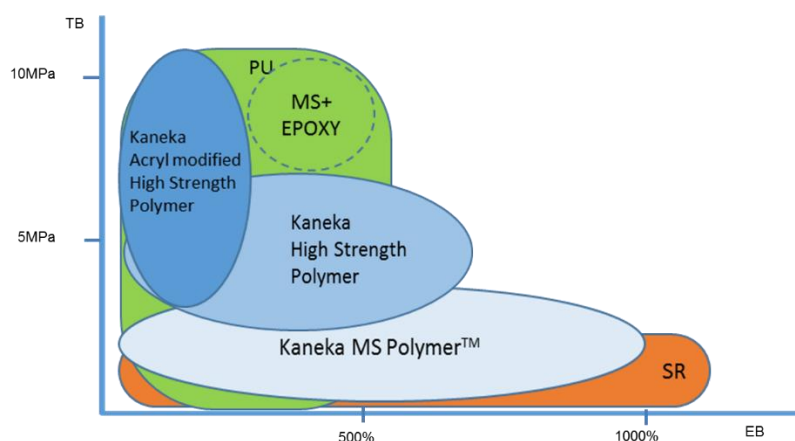 TB
10MPa
PU
MS+
EPOXY
Kaneka
Acryl modified
High Strength
Polymer
5MPa
Kaneka
High Strength
Polymer
Kaneka MS Polymer™
SR
500%
1000%
EB